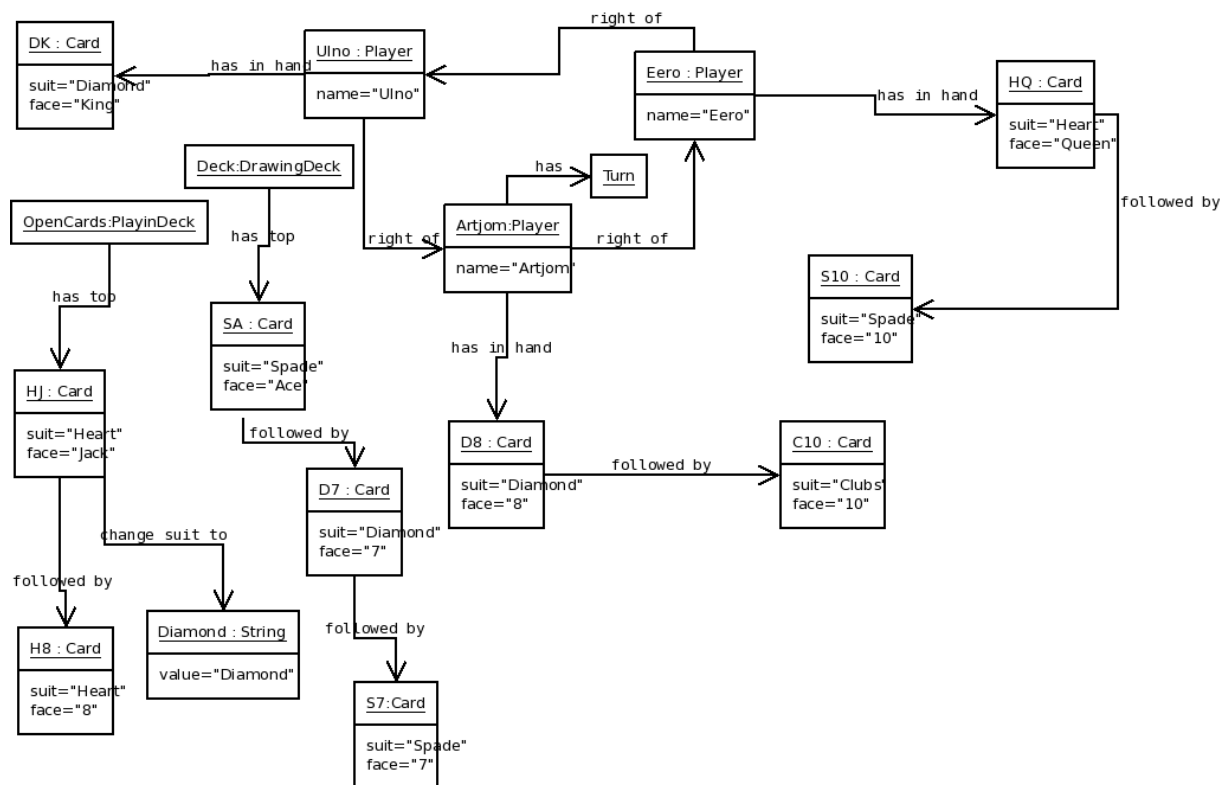 right of
DK : Card
suit="Diamond"
face="King"
has in hand
Ulno : Player
name="Ulno"
Eero : Player
name="Eero"
has in hand
HQ : Card
suit="Heart"
face="Queen"
followed by
Deck:DrawingDeck
has
Turn
OpenCards:PlayinDeck
has top
right of
Artjom:Player
name="Artjom"
right of
has top
SA : Card
suit="Spade"
face="Ace"
S10 : Card
suit="Spade"
face="10"
has in hand
HJ : Card
suit="Heart"
face="Jack"
followed by
D8 : Card
suit="Diamond"
face="8"
followed by
C10 : Card
suit="Clubs"
face="10"
D7 : Card
suit="Diamond"
face="7"
change suit to
followed by
Diamond : String
value="Diamond"
followed by
H8 : Card
suit="Heart"
face="8"
S7:Card
suit="Spade"
face="7"